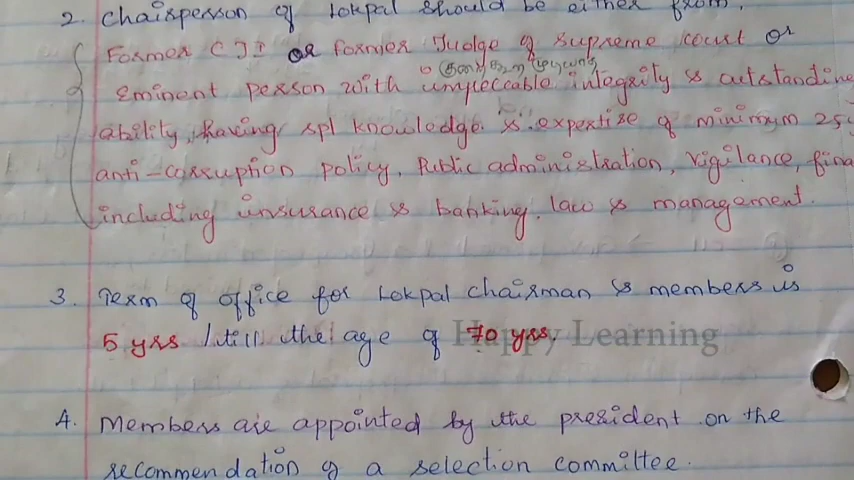 2. Chairperson of Lokpal should be either from.
Former CJI or former Judge of supreme court or
Eminent person with impeccable integrity & outstanding
ability, having spl knowledge & expertise of minimum 25
anti-corruption policy, Public administration, vigilance, fina
including insurance & banking, law & management.
3. Term of office for Lokpal chairman & members is
5 yrs / till the age of 70 yrs.
Happy Learning
4. Members are appointed by the president on the
recommendation of a selection committee.